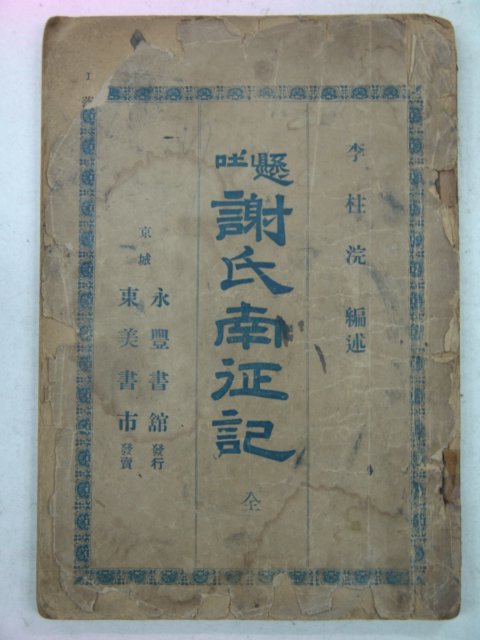 李柱浣 編述
懸吐
謝氏南征記
全
京城
永豐書舘 發行
東美書市 發賣